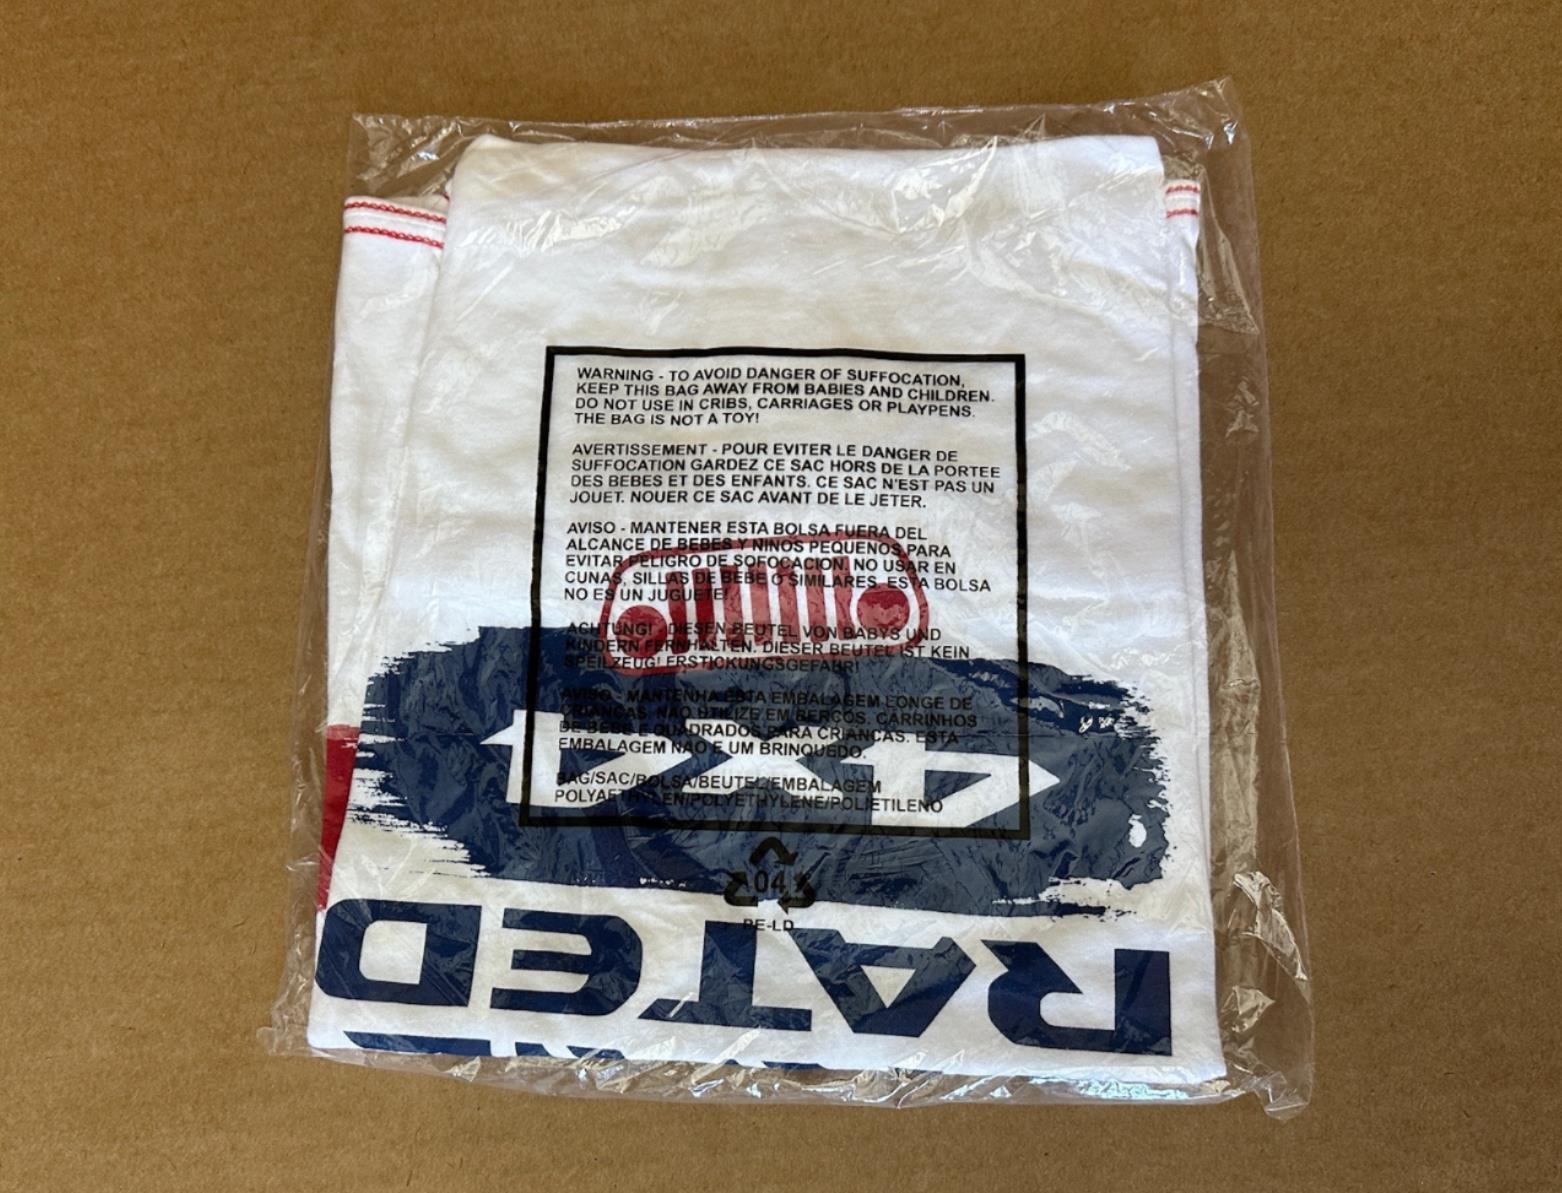 WARNING - TO AVOID DANGER OF SUFFOCATION,
KEEP THIS BAG AWAY FROM BABIES AND CHILDREN.
DO NOT USE IN CRIBS, CARRIAGES OR PLAYPENS.
THE BAG IS NOT A TOY!
AVERTISSEMENT - POUR EVITER LE DANGER DE
SUFFOCATION GARDEZ CE SAC HORS DE LA PORTEE
DES BEBES ET DES ENFANTS. CE SAC N'EST PAS UN
JOUET. NOUER CE SAC AVANT DE LE JETER.
AVISO - MANTENER ESTA BOLSA FUERA DEL
ALCANCE DE BEBES Y NINOS PEQUENOS PARA
EVITAR PELIGRO DE SOFOCACION. NO USAR EN
CUNAS, SILLAS DE BEBE O SIMILARES. ESTA BOLSA
NO ES UN JUGUETE!
ACHTUNG! - DIESEN BEUTEL VON BABYS UND
KINDERN FERNHALTEN. DIESER BEUTEL IST KEIN
SPEILZEUG! ERSTICKUNGSGEFAHR!
AVISO - MANTENHA ESTA EMBALAGEM LONGE DE
CRIANCAS. NAO UTILIZE EM BERCOS. CARRINHOS
DE BEBE E QUADRADOS PARA CRIANCAS. ESTA
EMBALAGEM NAO E UM BRINQUEDO.
BAG/SAC/BOLSA/BEUTEL/EMBALAGEM
POLYAETHYLEN/POLYETHYLENE/POLIETILENO
04
PE-LD
4X4
RATED